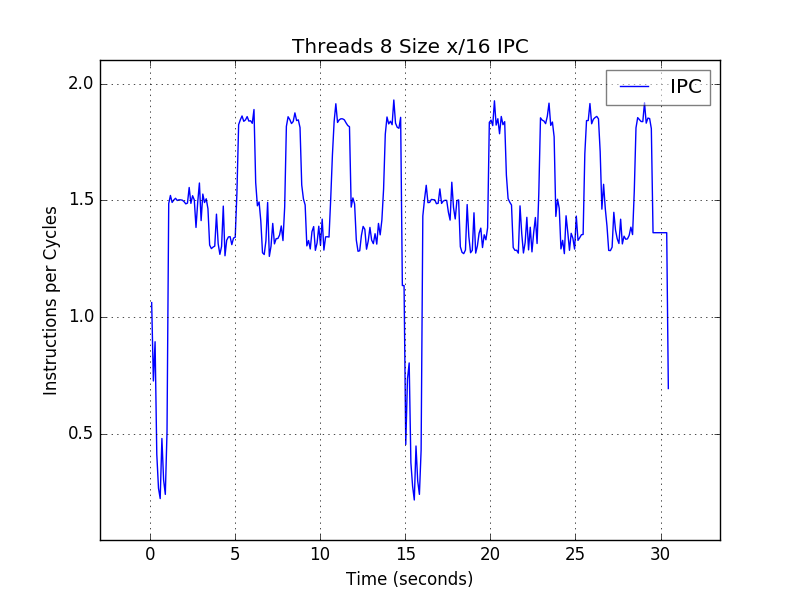 Threads 8 Size x/16 IPC
IPC
2.0
1.5
1.0
0.5
Instructions per Cycles
0 5 10 15 20 25 30
Time (seconds)